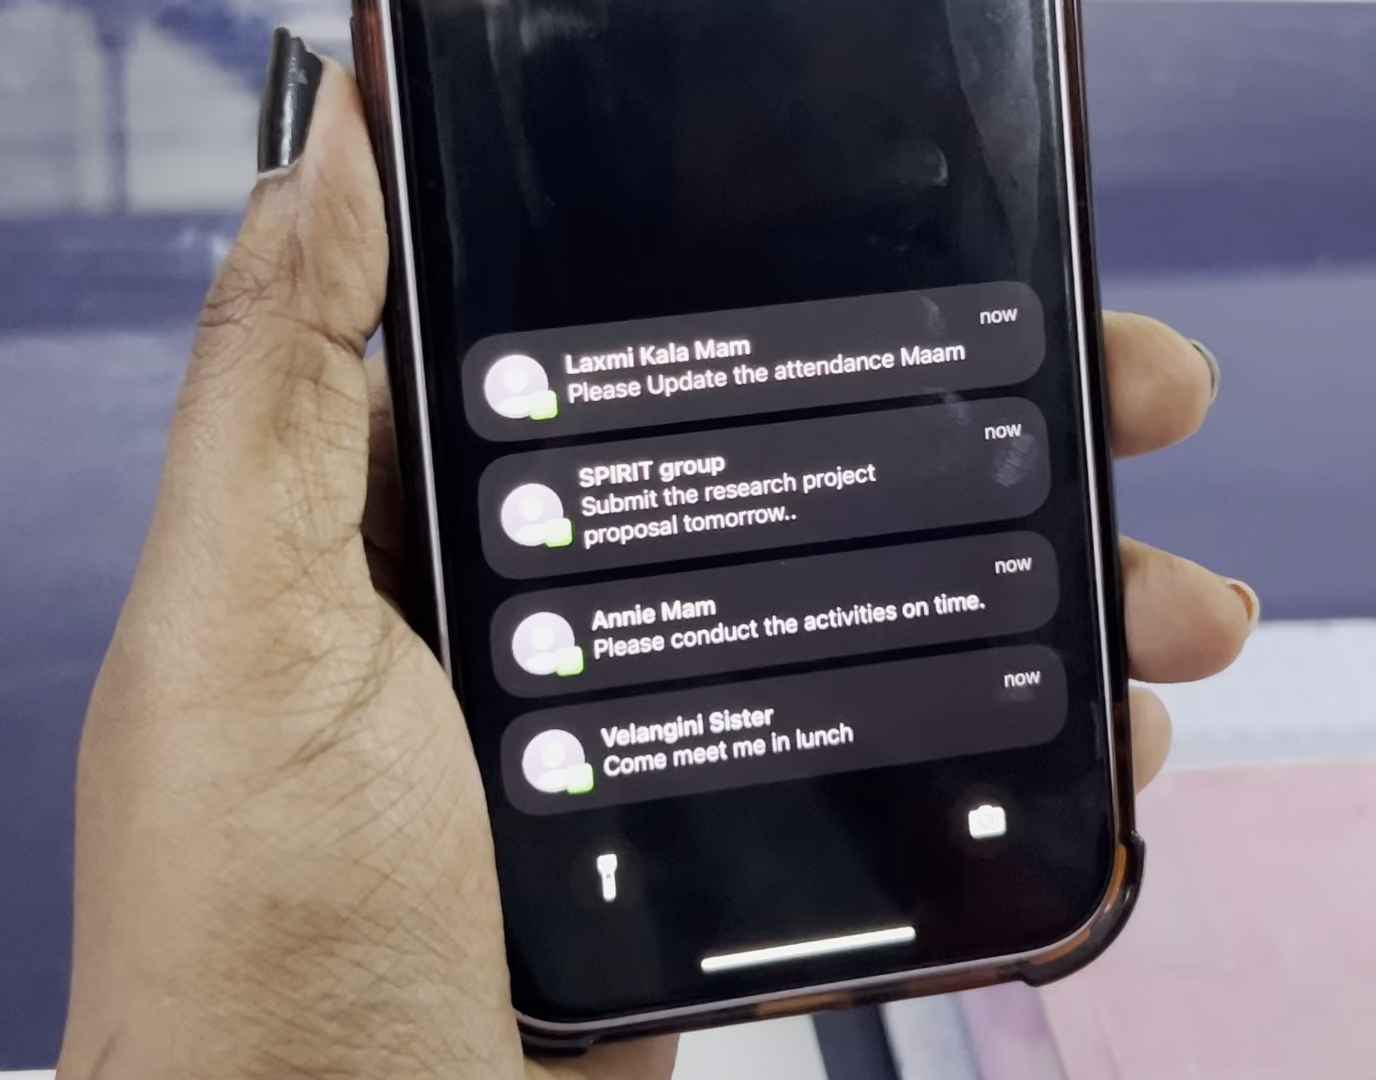 now
Laxmi Kala Mam
Please Update the attendance Maam
now
SPIRIT group
Submit the research project
proposal tomorrow..
now
Annie Mam
Please conduct the activities on time.
now
Velangini Sister
Come meet me in lunch